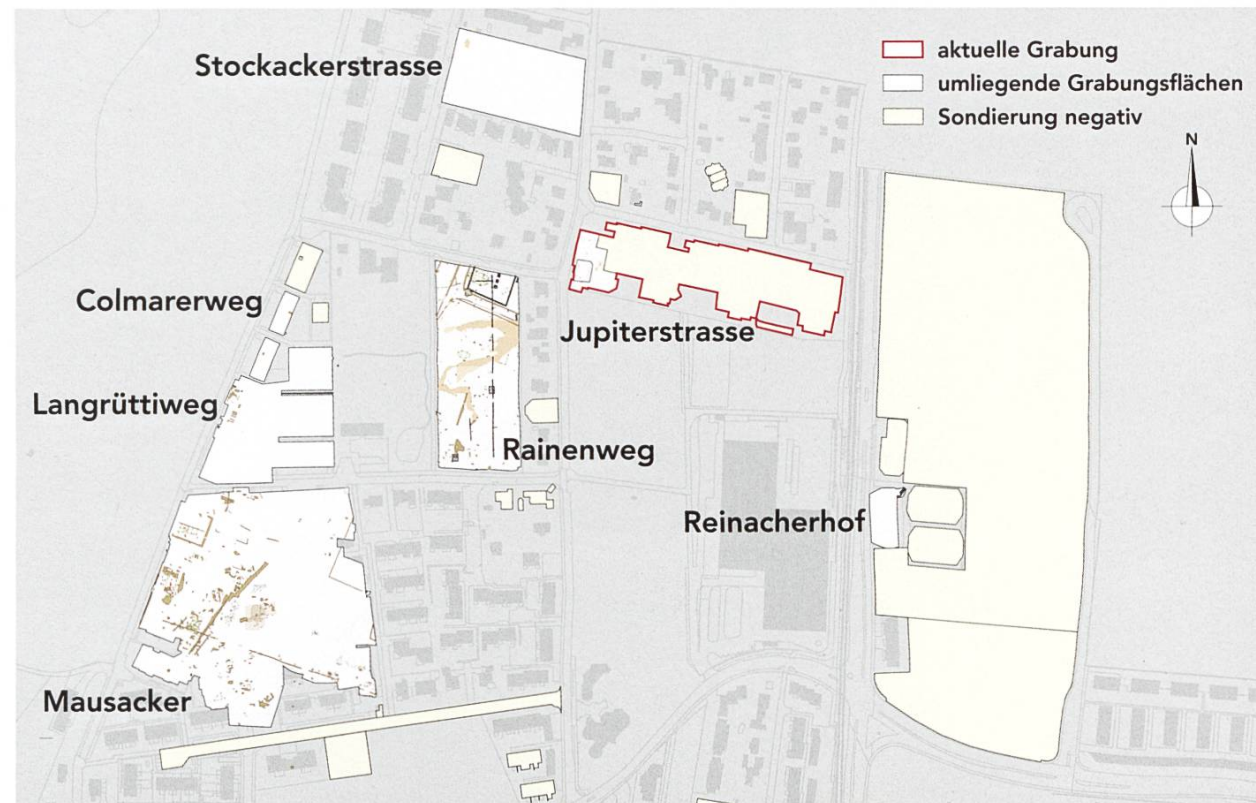 Stockackerstrasse
aktuelle Grabung
umliegende Grabungsflächen
Sondierung negativ
N
Colmarerweg
Jupiterstrasse
Langrüttiweg
Rainenweg
Reinacherhof
Mausacker